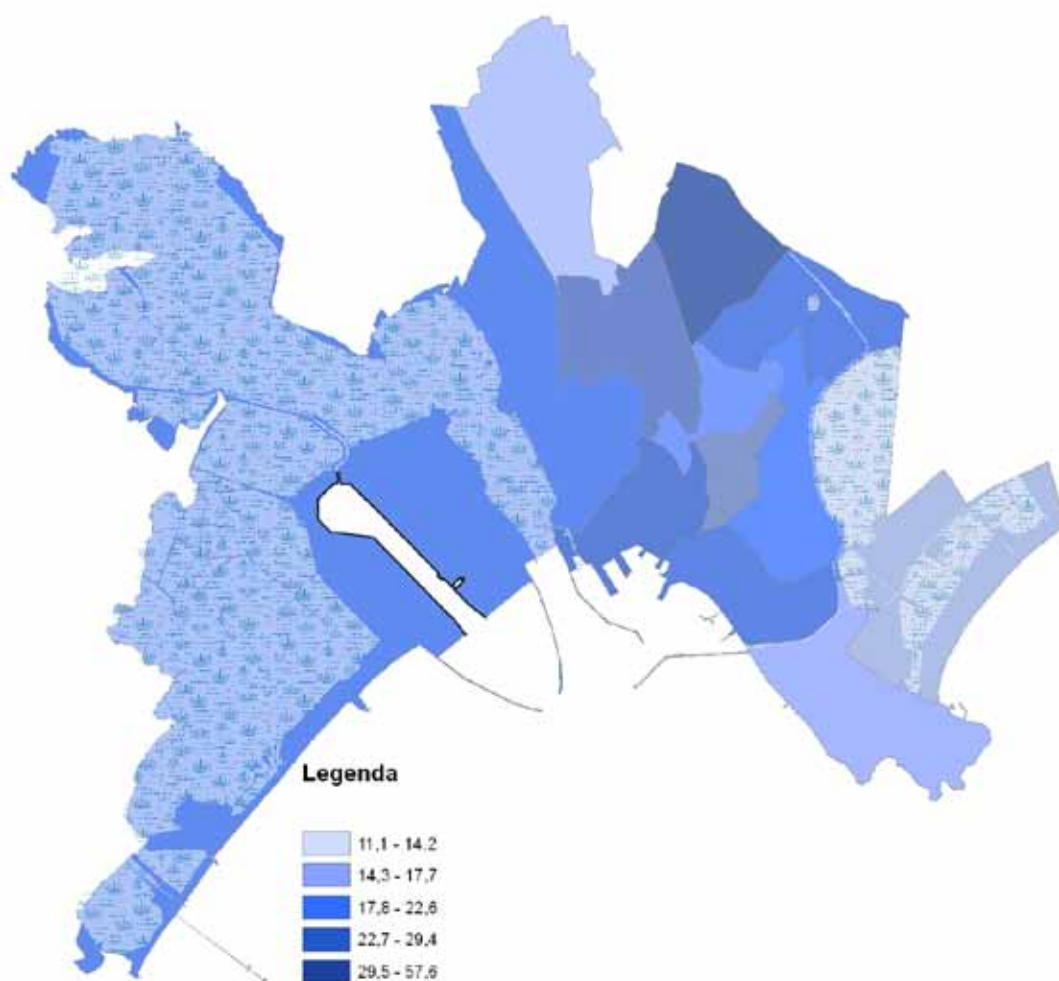 Legenda
11,1 - 14,2
14,3 - 17,7
17,8 - 22,6
22,7 - 29,4
29,5 - 57,6